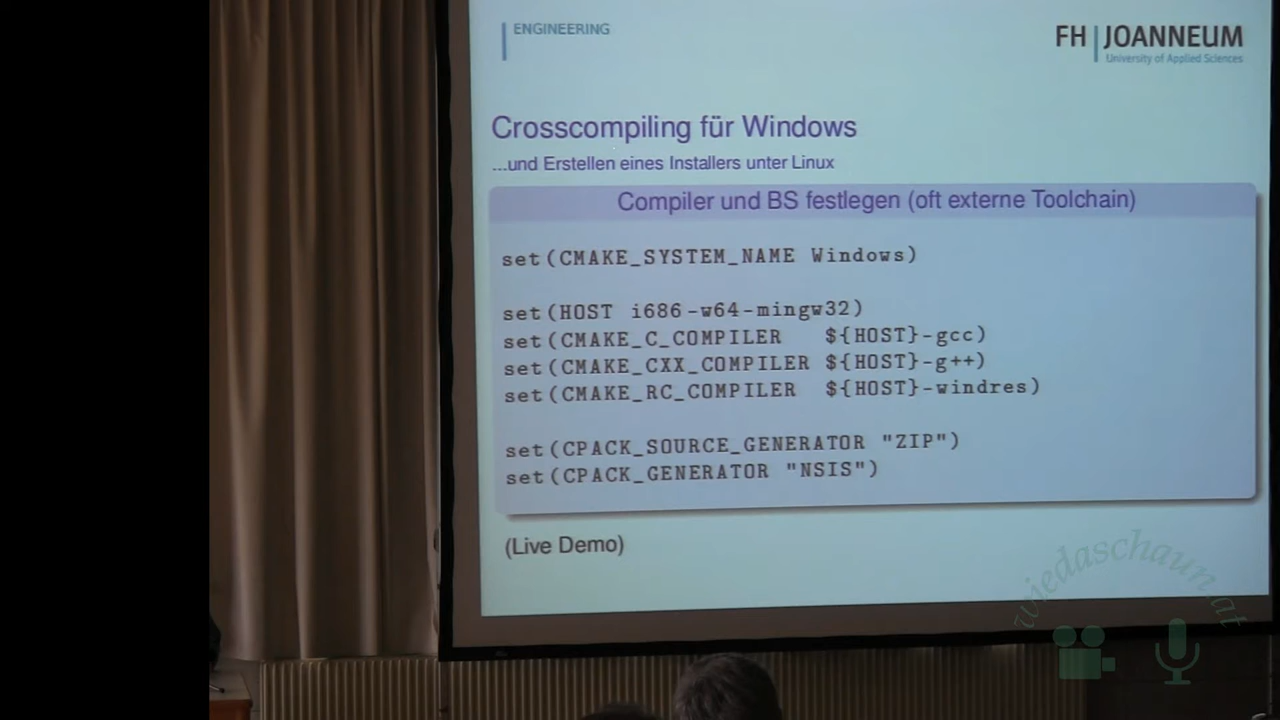 ENGINEERING
FH | JOANNEUM
University of Applied Sciences
Crosscompiling für Windows
...und Erstellen eines Installers unter Linux
Compiler und BS festlegen (oft externe Toolchain)
set(CMAKE_SYSTEM_NAME Windows)
set(HOST i686-w64-mingw32)
set(CMAKE_C_COMPILER   ${HOST}-gcc)
set(CMAKE_CXX_COMPILER ${HOST}-g++)
set(CMAKE_RC_COMPILER  ${HOST}-windres)
set(CPACK_SOURCE_GENERATOR "ZIP")
set(CPACK_GENERATOR "NSIS")
(Live Demo)
wiedaschaun.at